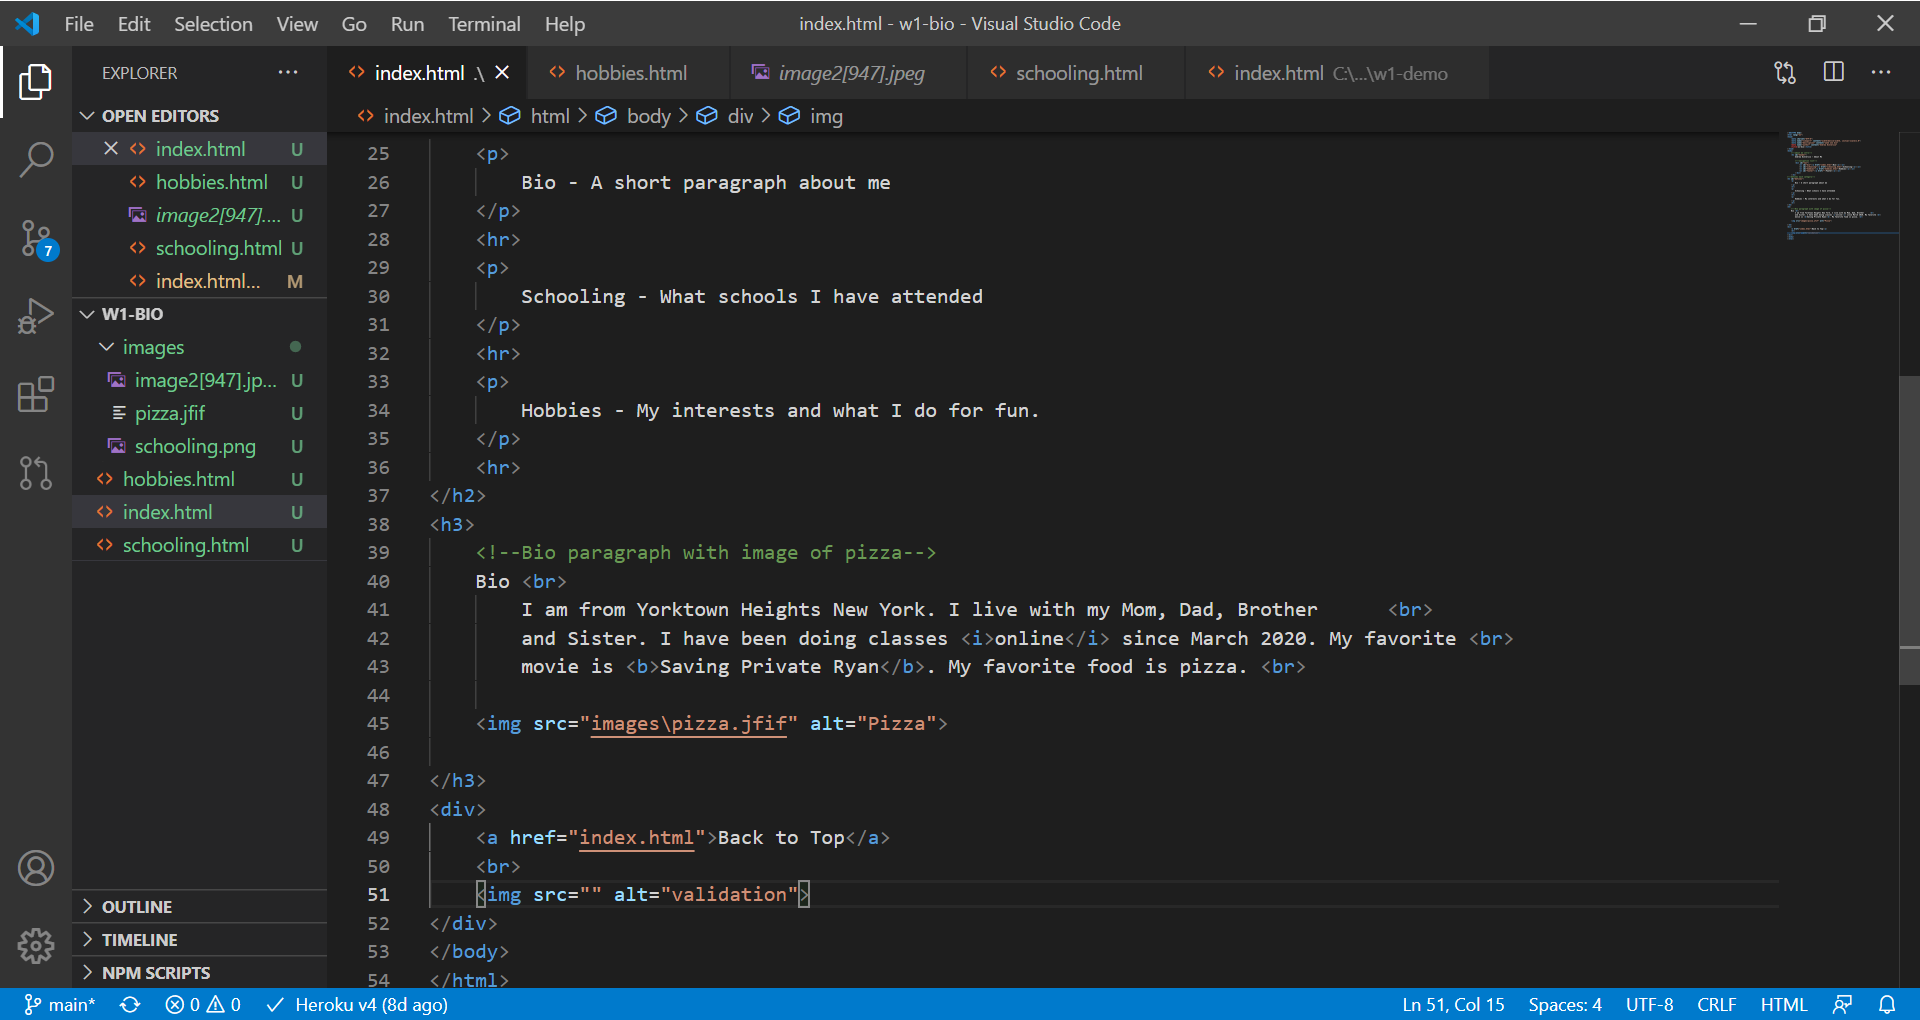 File Edit Selection View Go Run Terminal Help
index.html - w1-bio - Visual Studio Code
EXPLORER
OPEN EDITORS
index.html U
hobbies.html U
image2[947].... U
schooling.html U
index.html... M
W1-BIO
images
image2[947].jp... U
pizza.jfif U
schooling.png U
hobbies.html U
index.html U
schooling.html U
OUTLINE
TIMELINE
NPM SCRIPTS
7
index.html .\ hobbies.html image2[947].jpeg schooling.html index.html C:\...\w1-demo
index.html > html > body > div > img
25 <p>
26 Bio - A short paragraph about me
27 </p>
28 <hr>
29 <p>
30 Schooling - What schools I have attended
31 </p>
32 <hr>
33 <p>
34 Hobbies - My interests and what I do for fun.
35 </p>
36 <hr>
37 </h2>
38 <h3>
39 <!--Bio paragraph with image of pizza-->
40 Bio <br>
41 I am from Yorktown Heights New York. I live with my Mom, Dad, Brother <br>
42 and Sister. I have been doing classes <i>online</i> since March 2020. My favorite <br>
43 movie is <b>Saving Private Ryan</b>. My favorite food is pizza. <br>
44
45 <img src="images\pizza.jfif" alt="Pizza">
46
47 </h3>
48 <div>
49 <a href="index.html">Back to Top</a>
50 <br>
51 <img src="" alt="validation">
52 </div>
53 </body>
54 </html>
main* 0 0 Heroku v4 (8d ago)
Ln 51, Col 15 Spaces: 4 UTF-8 CRLF HTML